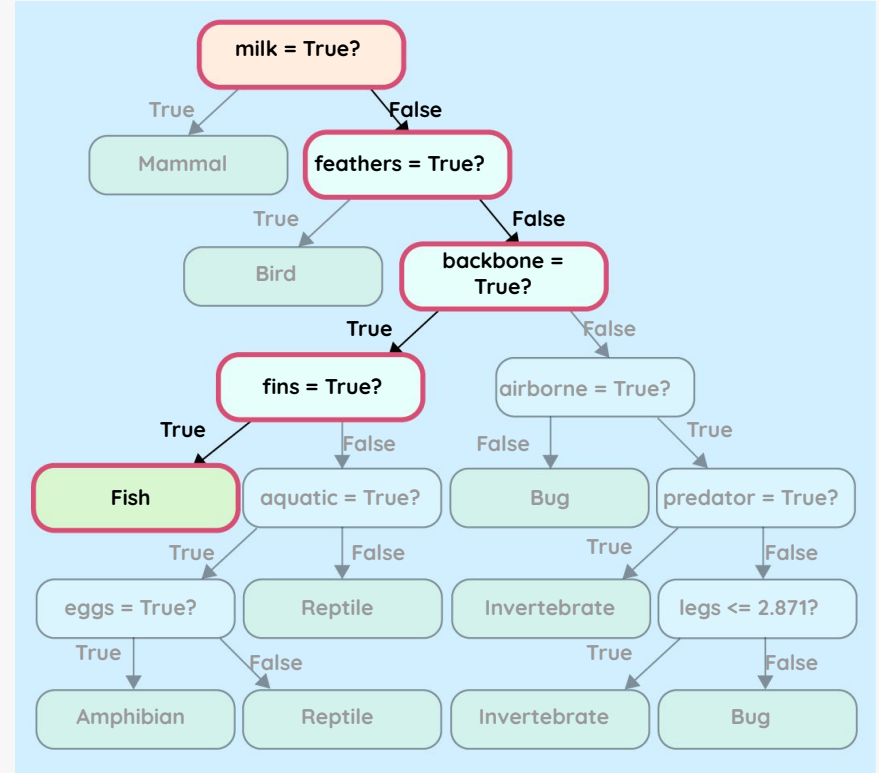 milk = True?
True
False
Mammal
feathers = True?
True
False
Bird
backbone =
True?
True
False
fins = True?
airborne = True?
True
False
False
True
Fish
aquatic = True?
Bug
predator = True?
True
False
True
False
eggs = True?
Reptile
Invertebrate
legs <= 2.871?
True
False
True
False
Amphibian
Reptile
Invertebrate
Bug